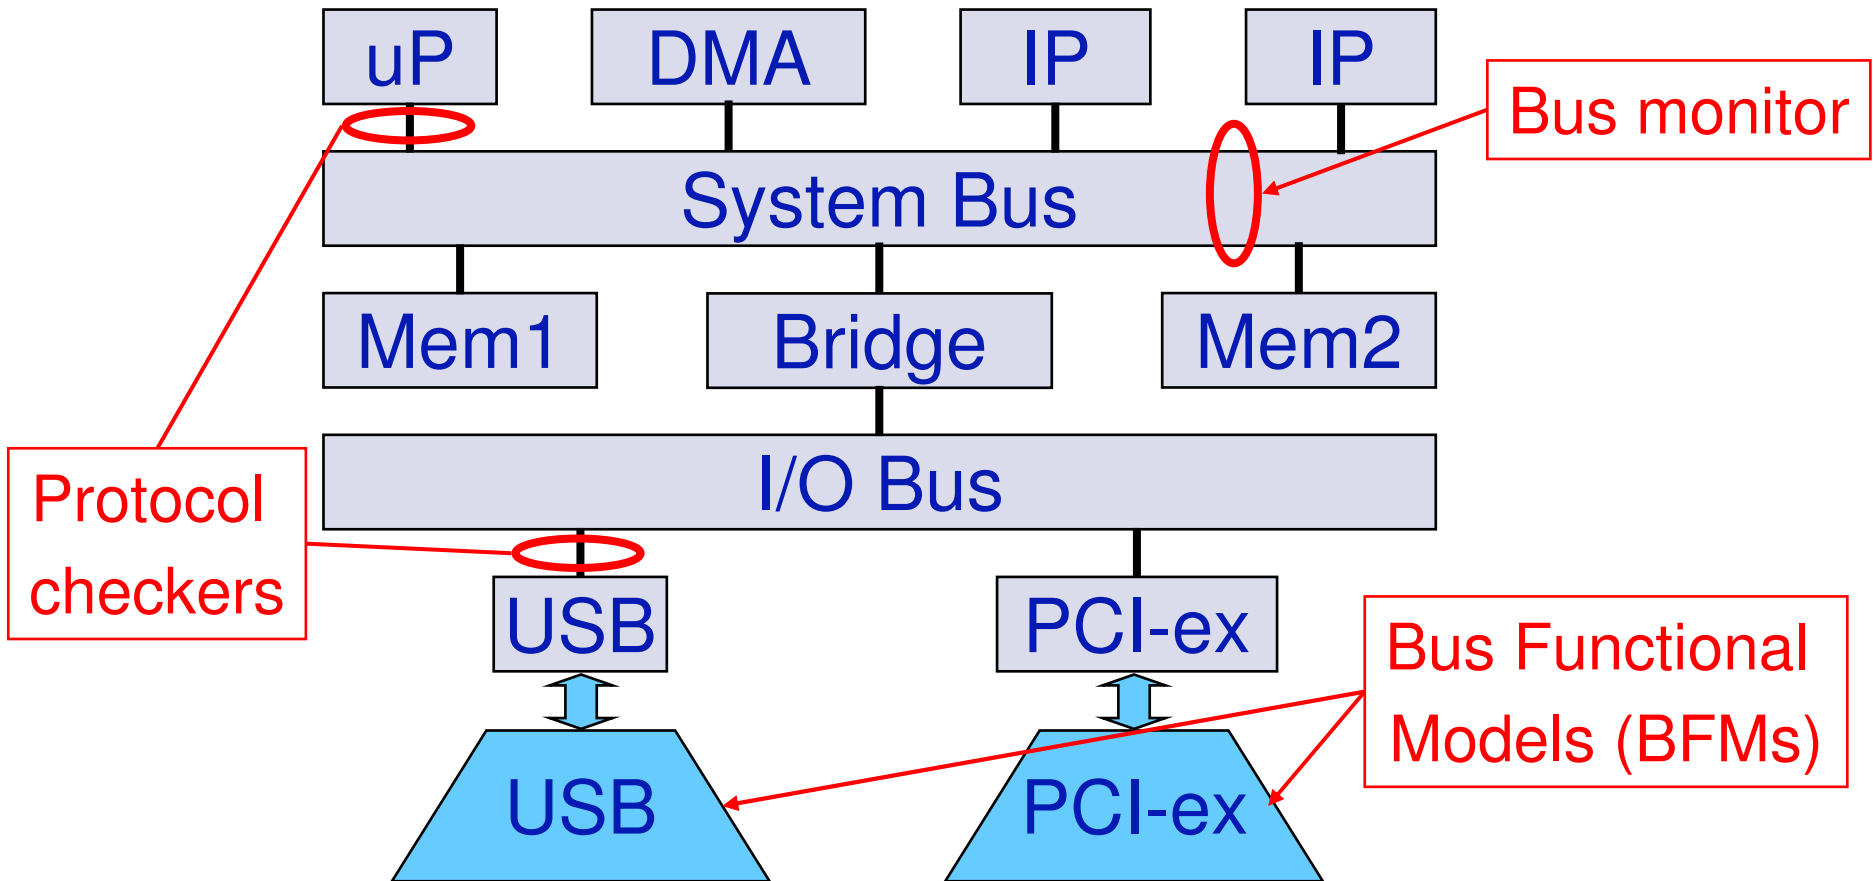 uP
DMA
IP
IP
Bus monitor
System Bus
Mem1
Bridge
Mem2
I/O Bus
Protocol
checkers
USB
PCI-ex
Bus Functional
Models (BFMs)
USB
PCI-ex